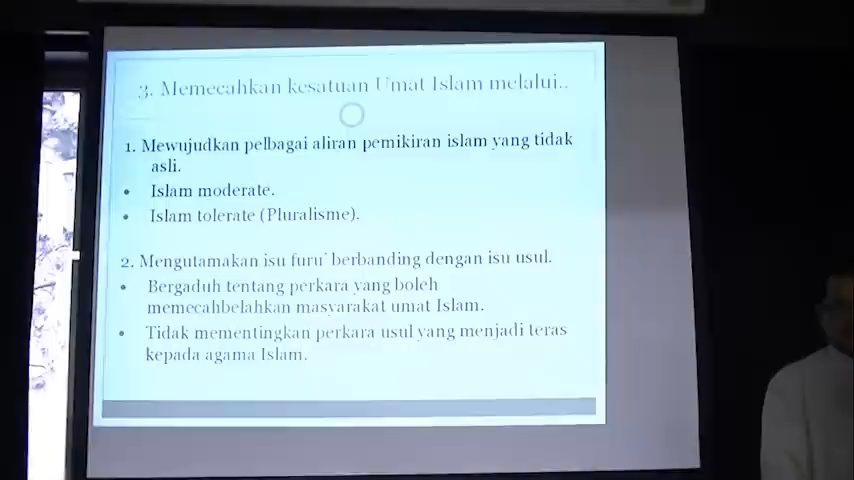 3. Memecahkan kesatuan Umat Islam melalui..
1. Mewujudkan pelbagai aliran pemikiran islam yang tidak
asli.
• Islam moderate.
• Islam tolerate (Pluralisme).
2. Mengutamakan isu furu' berbanding dengan isu usul.
• Bergaduh tentang perkara yang boleh
memecahbelahkan masyarakat umat Islam.
• Tidak mementingkan perkara usul yang menjadi teras
kepada agama Islam.